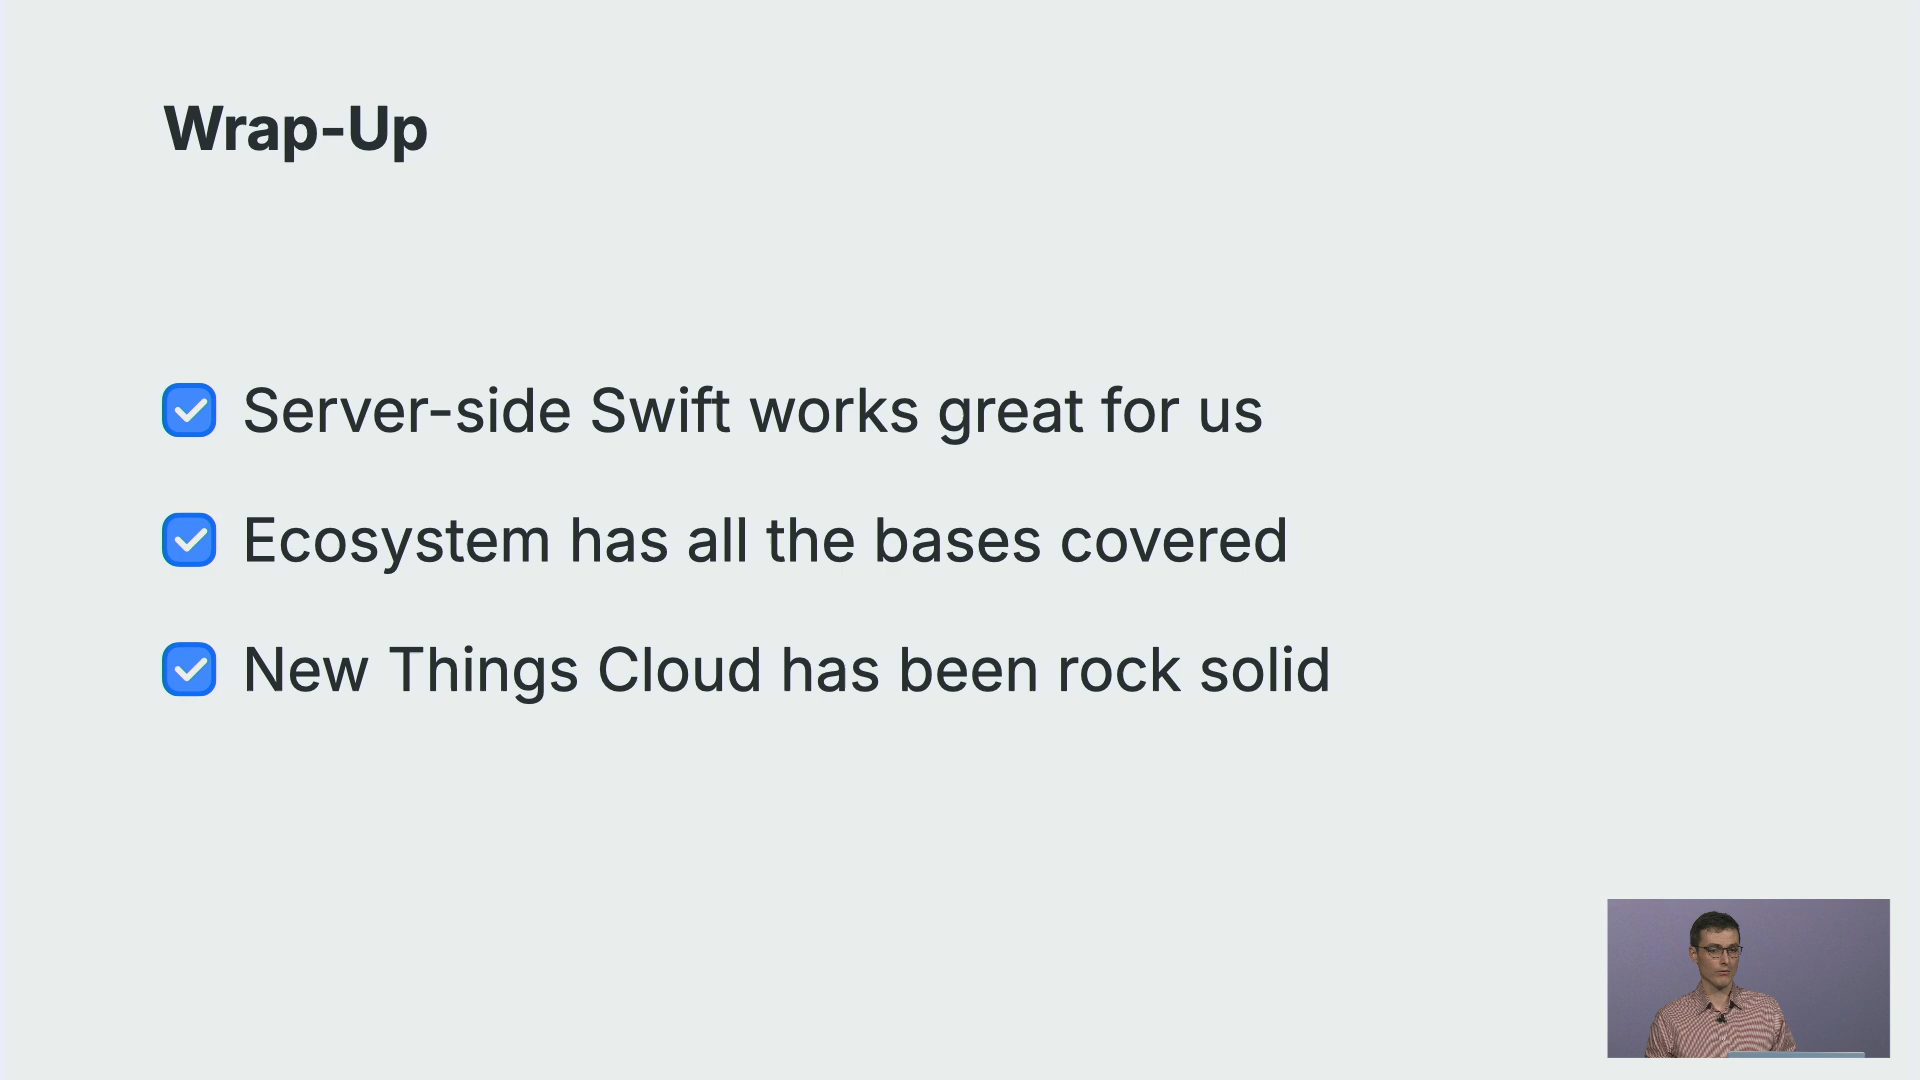 Wrap-Up
Server-side Swift works great for us
Ecosystem has all the bases covered
New Things Cloud has been rock solid